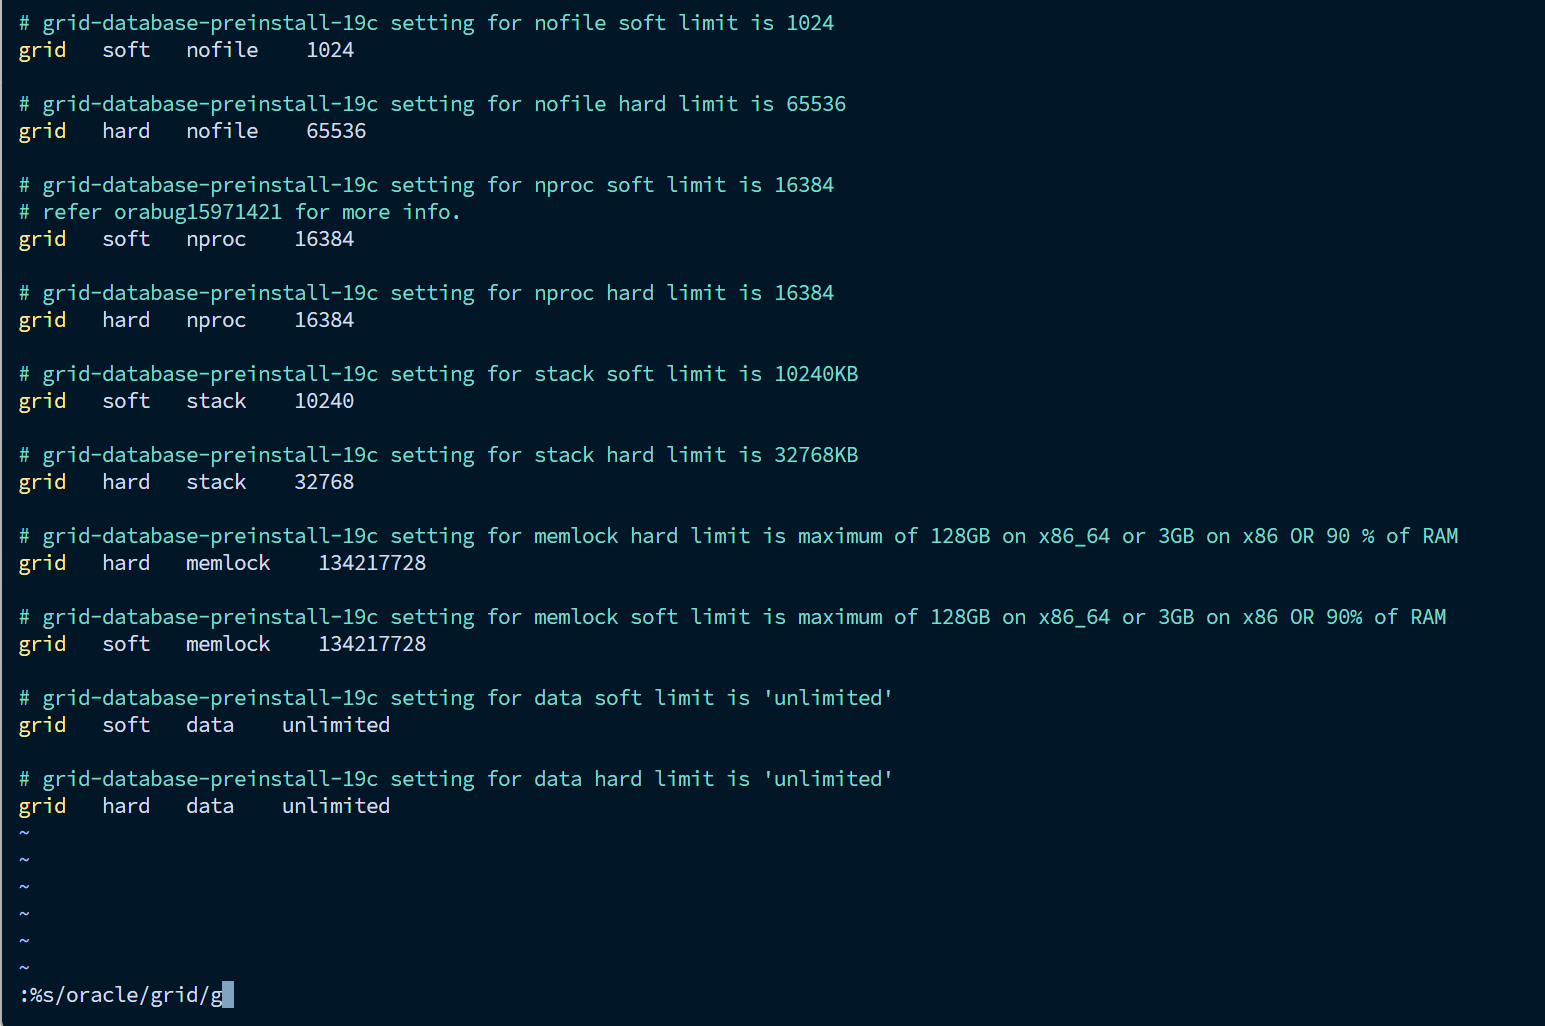 # grid-database-preinstall-19c setting for nofile soft limit is 1024
grid   soft   nofile    1024
# grid-database-preinstall-19c setting for nofile hard limit is 65536
grid   hard   nofile    65536
# grid-database-preinstall-19c setting for nproc soft limit is 16384
# refer orabug15971421 for more info.
grid   soft   nproc    16384
# grid-database-preinstall-19c setting for nproc hard limit is 16384
grid   hard   nproc    16384
# grid-database-preinstall-19c setting for stack soft limit is 10240KB
grid   soft   stack    10240
# grid-database-preinstall-19c setting for stack hard limit is 32768KB
grid   hard   stack    32768
# grid-database-preinstall-19c setting for memlock hard limit is maximum of 128GB on x86_64 or 3GB on x86 OR 90 % of RAM
grid   hard   memlock    134217728
# grid-database-preinstall-19c setting for memlock soft limit is maximum of 128GB on x86_64 or 3GB on x86 OR 90% of RAM
grid   soft   memlock    134217728
# grid-database-preinstall-19c setting for data soft limit is 'unlimited'
grid   soft   data    unlimited
# grid-database-preinstall-19c setting for data hard limit is 'unlimited'
grid   hard   data    unlimited
~
~
~
~
~
~
:%s/oracle/grid/g